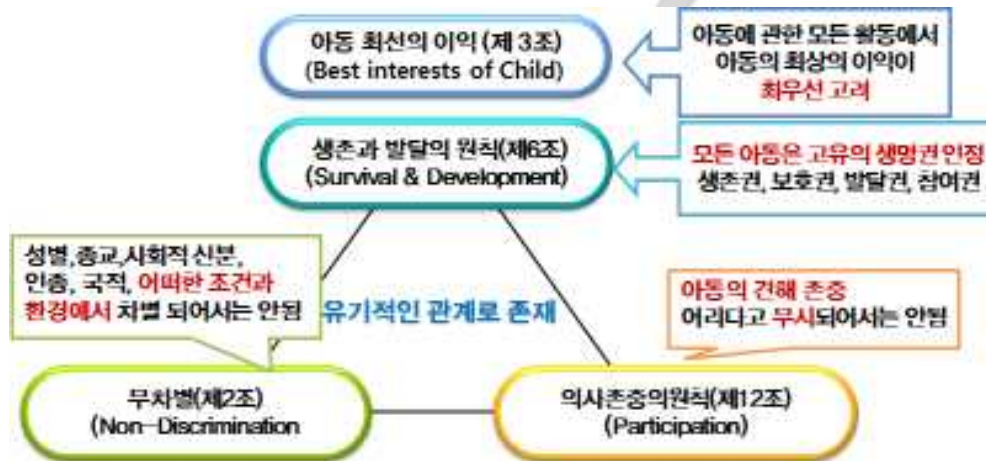 아동 최선의 이익 (제 3조)
(Best interests of Child)
아동에 관한 모든 활동에서
아동의 최상의 이익이
최우선 고려
생존과 발달의 원칙(제6조)
(Survival & Development)
모든 아동은 고유의 생명권 인정
생존권, 보호권, 발달권, 참여권
성별,종교,사회적 신분,
인종, 국적, 어떠한 조건과
환경에서 차별 되어서는 안됨
유기적인 관계로 존재
아동의 견해 존중
어리다고 무시되어서는 안됨
무차별(제2조)
(Non-Discrimination
의사존중의원칙(제12조)
(Participation)